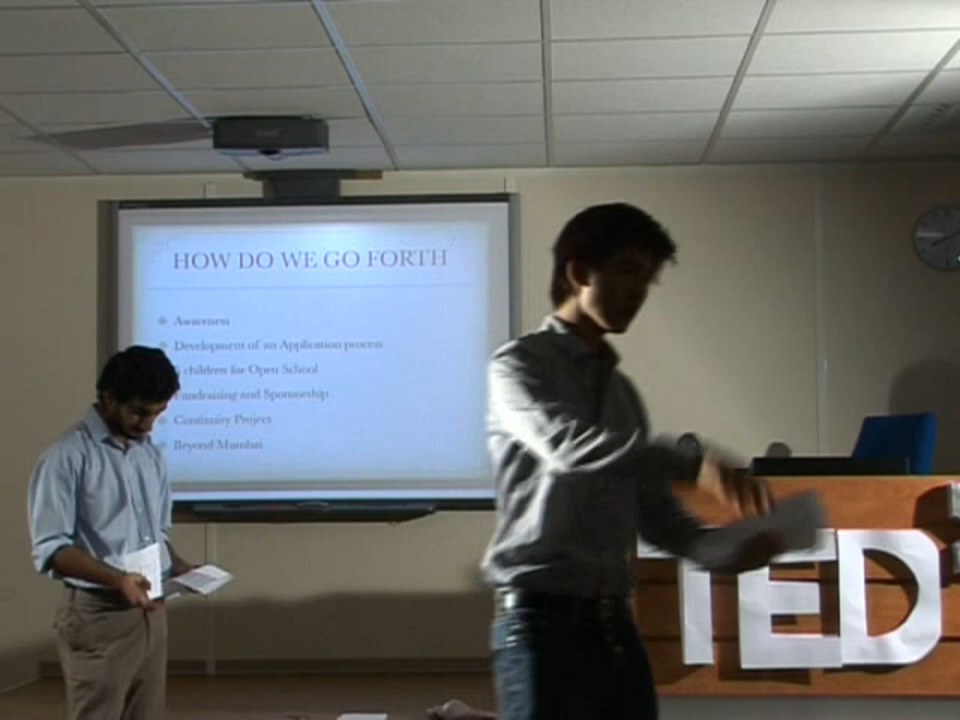 HOW DO WE GO FORTH
Awareness
Development of an Application process
children for Open School
Fundraising and Sponsorship
Continuity Project
Beyond Mumbai
TED